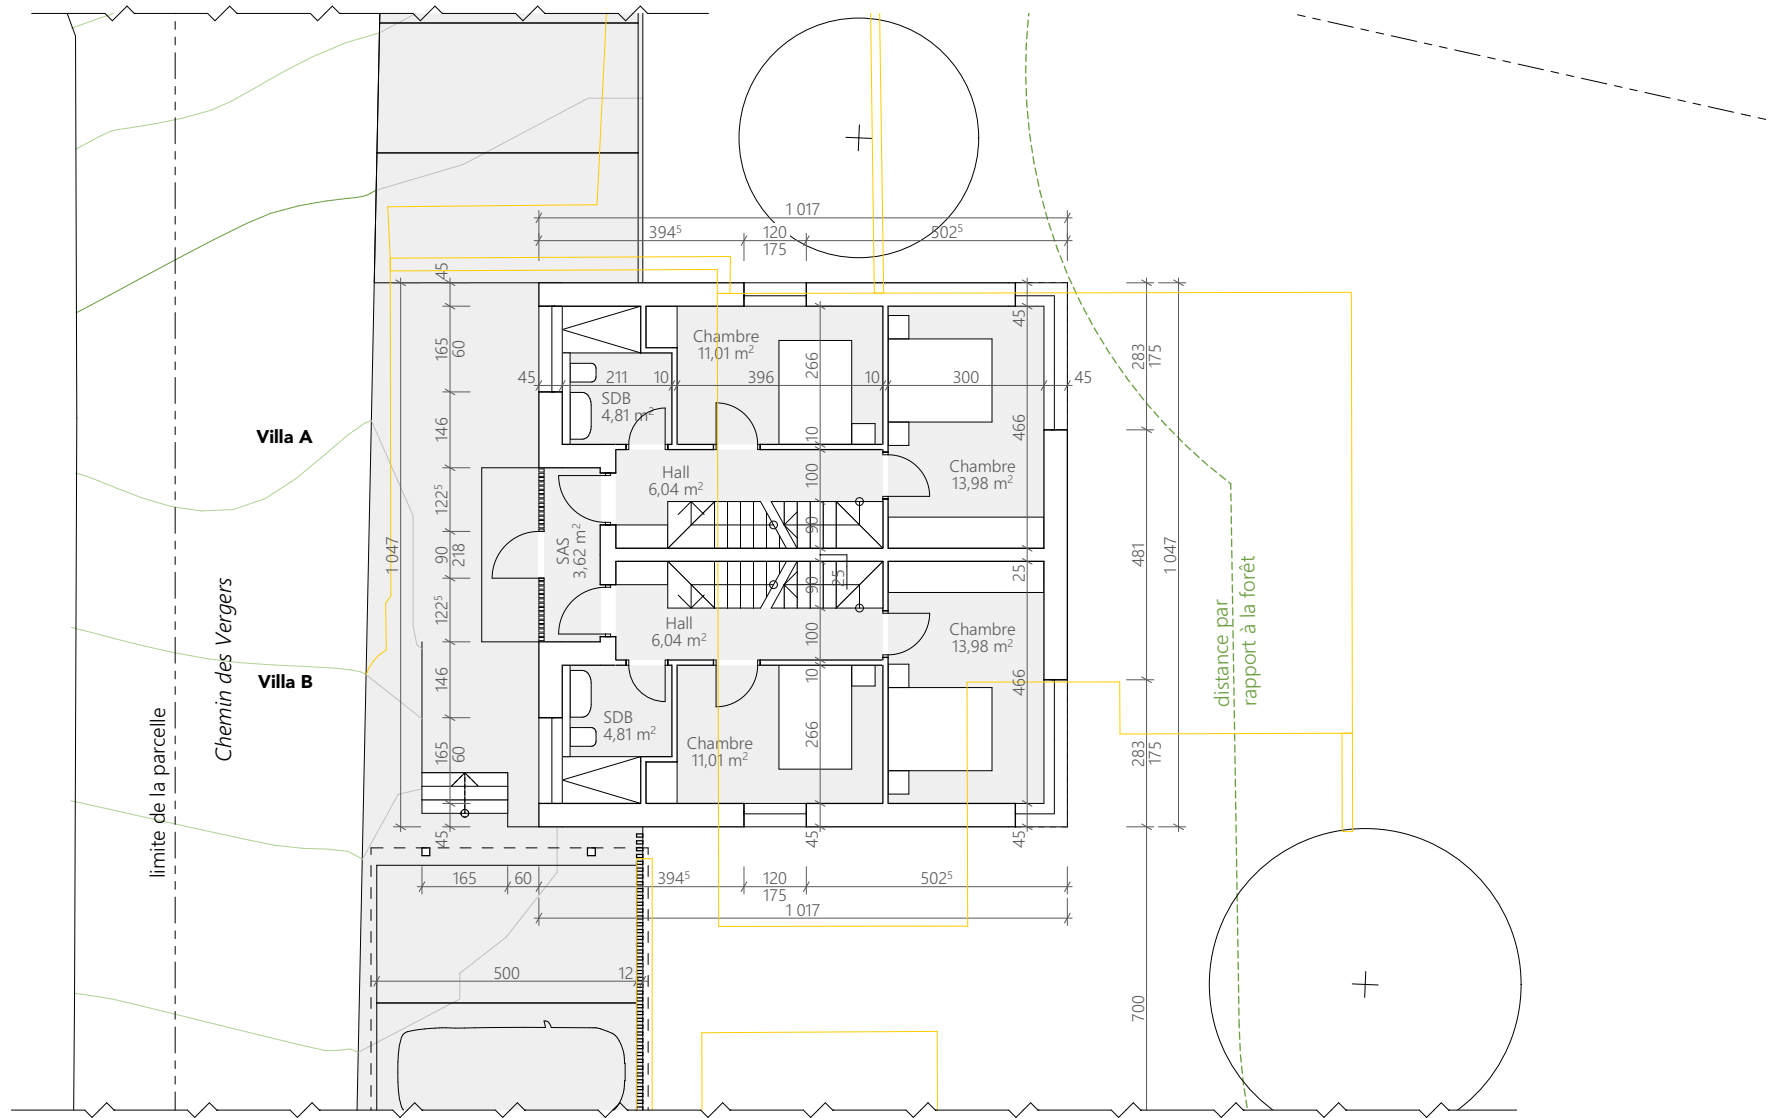 1 017
394⁵
120
175
502⁵
45
165
60
146
122⁵
90
218
122⁵
146
165
60
45
1 047
Chambre
11,01 m²
266
45
45
211
10
396
10
300
45
SDB
4,81 m²
10
466
Hall
6,04 m²
100
90
Chambre
13,98 m²
SAS
3,62 m²
25
25
90
Hall
6,04 m²
100
10
Chambre
13,98 m²
466
SDB
4,81 m²
Chambre
11,01 m²
266
45
45
283
175
481
1 047
283
175
700
Villa A
Villa B
Chemin des Vergers
limite de la parcelle
distance par
rapport à la forêt
165
60
394⁵
120
175
502⁵
1 017
500
12